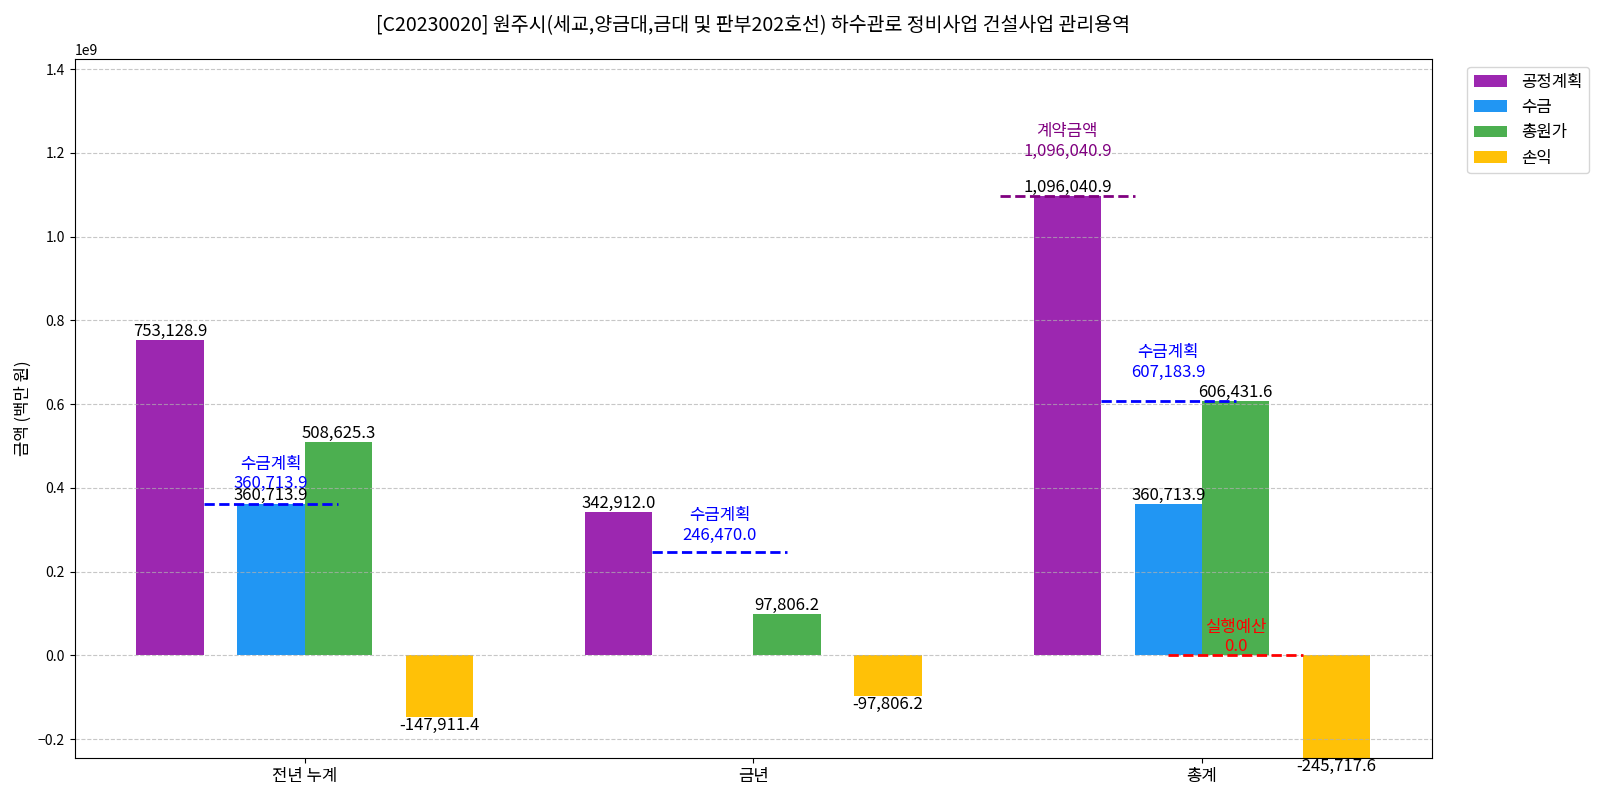 [C20230020] 원주시(세교,양금대,금대 및 판부202호선) 하수관로 정비사업 건설사업 관리용역
1e9
1.4
1.2
1.0
0.8
0.6
0.4
0.2
0.0
−0.2
금액 (백만 원)
공정계획
수금
총원가
손익
계약금액
1,096,040.9
1,096,040.9
753,128.9
수금계획
607,183.9
606,431.6
508,625.3
수금계획
360,713.9
360,713.9
342,912.0
수금계획
246,470.0
360,713.9
97,806.2
실행예산
0.0
-147,911.4
-97,806.2
-245,717.6
전년 누계
금년
총계